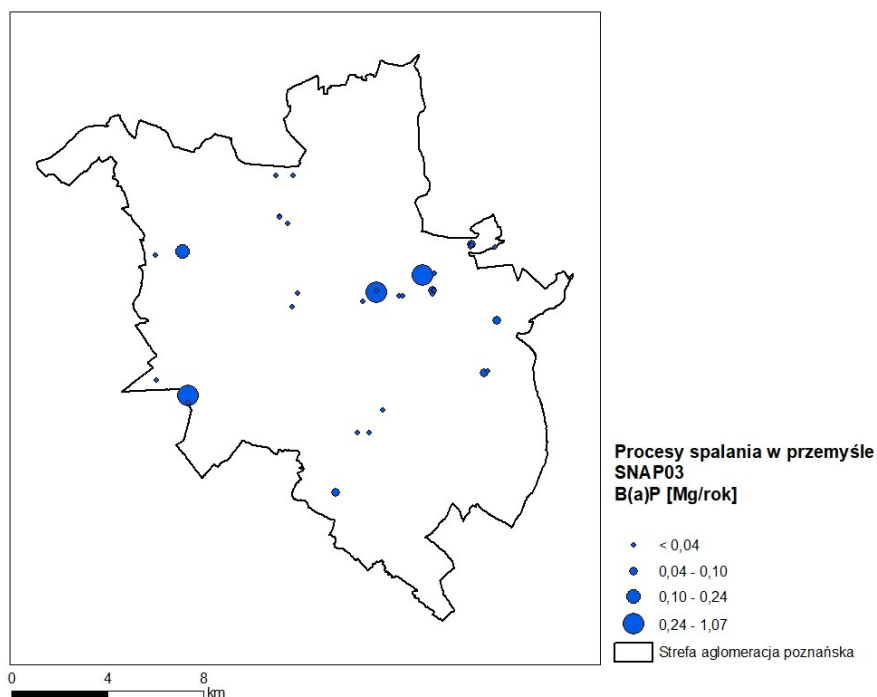 Procesy spalania w przemyśle
SNAP03
B(a)P [Mg/rok]
< 0,04
0,04 - 0,10
0,10 - 0,24
0,24 - 1,07
Strefa aglomeracja poznańska
0 4 8
km